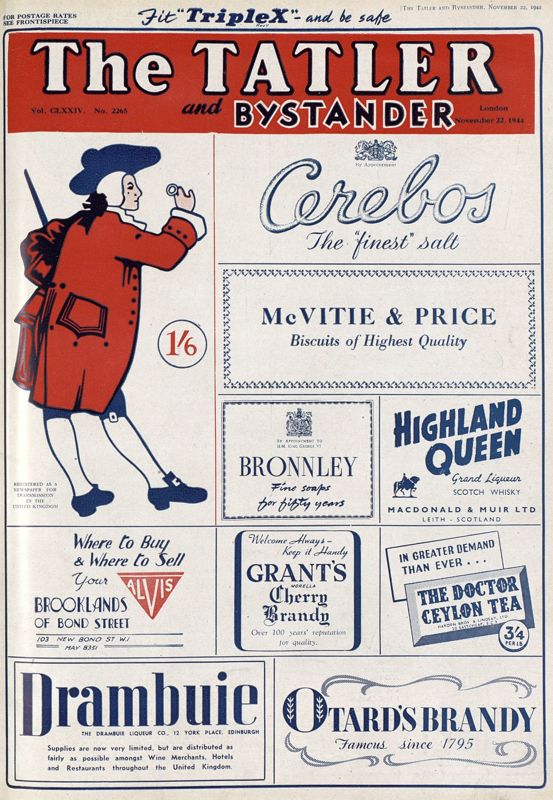 FOR POSTAGE RATES
SEE FRONTISPIECE
Fit "TripleX" - and be safe
THE TATLER AND BYSTANDER, NOVEMBER 22, 1944
The TATLER
Vol. CLXXIV. No. 2265
and BYSTANDER
London
November 22, 1944
By Appointment
Cerebos
The "finest" salt
McVITIE & PRICE
Biscuits of Highest Quality
1/6
REGISTERED AS A
NEWSPAPER FOR
TRANSMISSION
IN THE
UNITED KINGDOM
BY APPOINTMENT TO
H.M. KING GEORGE VI
BRONNLEY
Fine soaps
for fifty years
HIGHLAND
QUEEN
Grand Liqueur
SCOTCH WHISKY
MACDONALD & MUIR LTD
LEITH - SCOTLAND
Where to Buy
& Where to Sell
Your
ALVIS
BROOKLANDS
OF BOND STREET
103 NEW BOND ST. W.1
MAY 8351
Welcome Always -
Keep it Handy
GRANT'S
MORELLA
Cherry
Brandy
Over 100 years' reputation
for quality.
IN GREATER DEMAND
THAN EVER . . .
THE DOCTOR
CEYLON TEA
HARDEN BROS. & LINDSAY, LTD.
30 EASTCHEAP, E.C.3
3/4
PER LB.
Drambuie
THE DRAMBUIE LIQUEUR CO., 12 YORK PLACE, EDINBURGH
Supplies are now very limited, but are distributed as
fairly as possible amongst Wine Merchants, Hotels
and Restaurants throughout the United Kingdom.
OTARD'S BRANDY
Famous since 1795